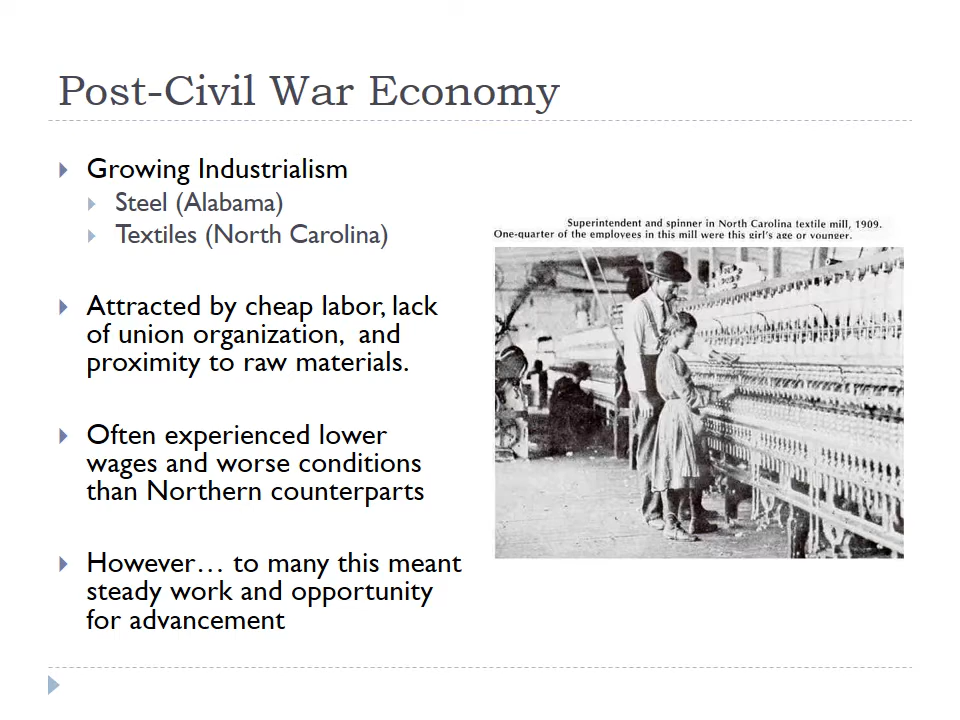 Post-Civil War Economy
Growing Industrialism
Steel (Alabama)
Textiles (North Carolina)
Attracted by cheap labor, lack
of union organization,  and
proximity to raw materials.
Often experienced lower
wages and worse conditions
than Northern counterparts
However… to many this meant
steady work and opportunity
for advancement
Superintendent and spinner in North Carolina textile mill, 1909.
One-quarter of the employees in this mill were this girl's age or younger.